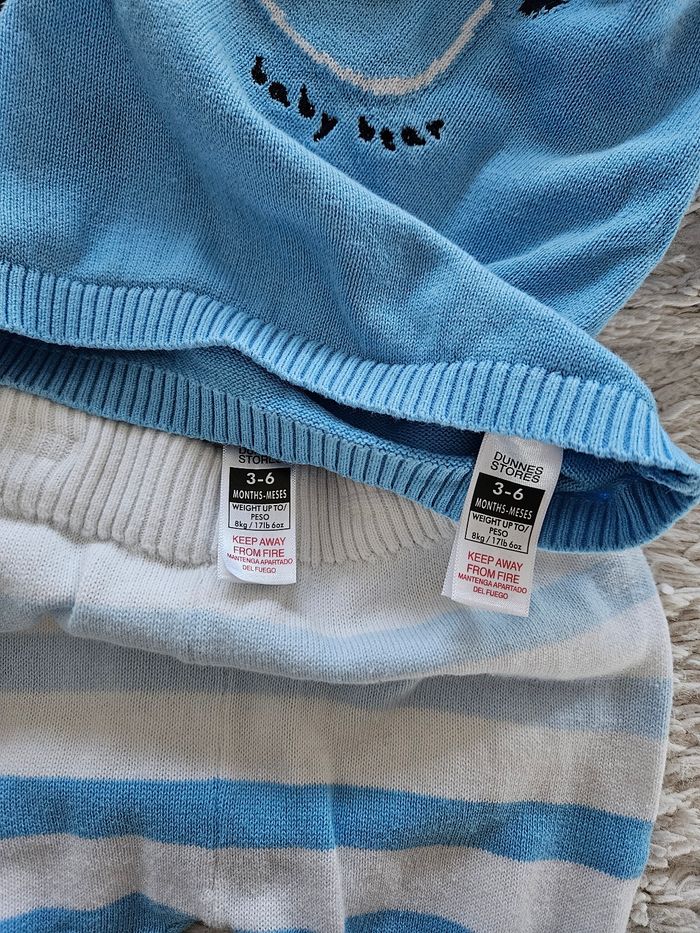 baby bear
DUNNES
STORES
3-6
MONTHS-MESES
WEIGHT UP TO/
PESO
8kg / 17lb 6oz
KEEP AWAY
FROM FIRE
MANTENGA APARTADO
DEL FUEGO
DUNNES
STORES
3-6
MONTHS-MESES
WEIGHT UP TO/
PESO
8kg / 17lb 6oz
KEEP AWAY
FROM FIRE
MANTENGA APARTADO
DEL FUEGO